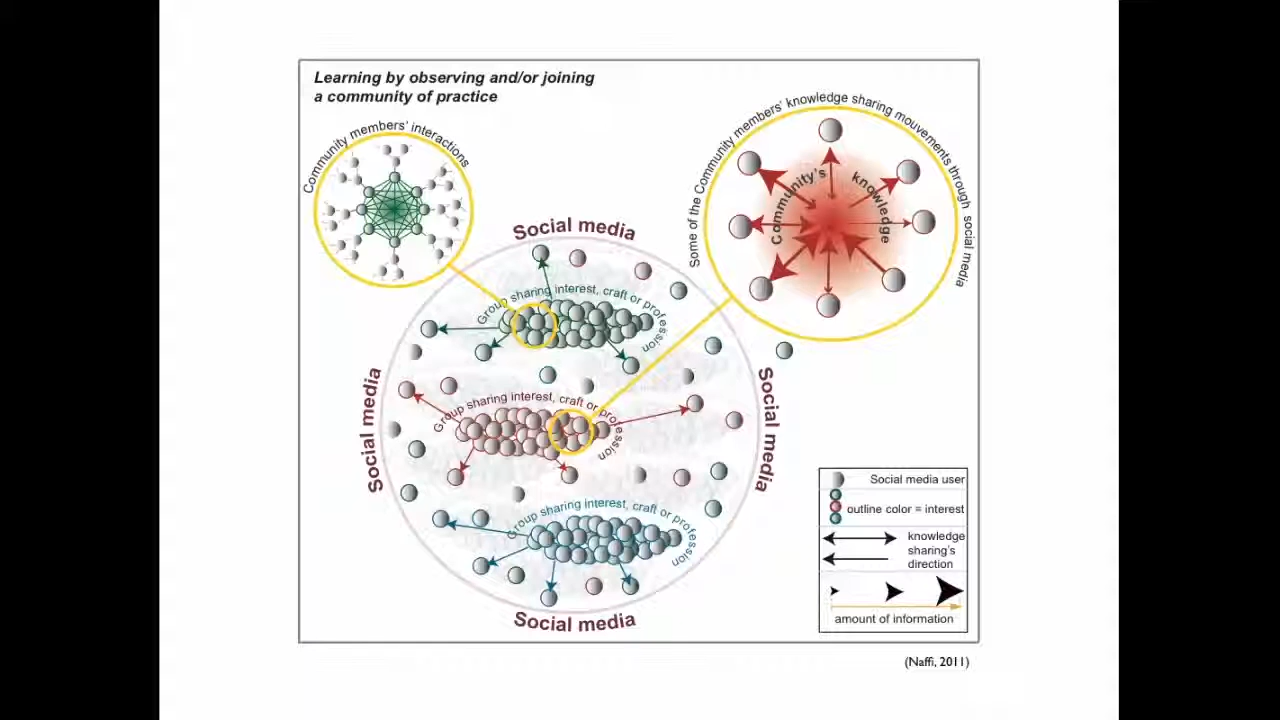 Learning by observing and/or joining
a community of practice
Community members' interactions
Some of the Community members' knowledge sharing mouvements through social media
Community's knowledge
Social media
Group sharing interest, craft or profession
Social media
Group sharing interest, craft or profession
Social media
Group sharing interest, craft or profession
Social media
Social media user
outline color = interest
knowledge
sharing's
direction
amount of information
(Naffi, 2011)